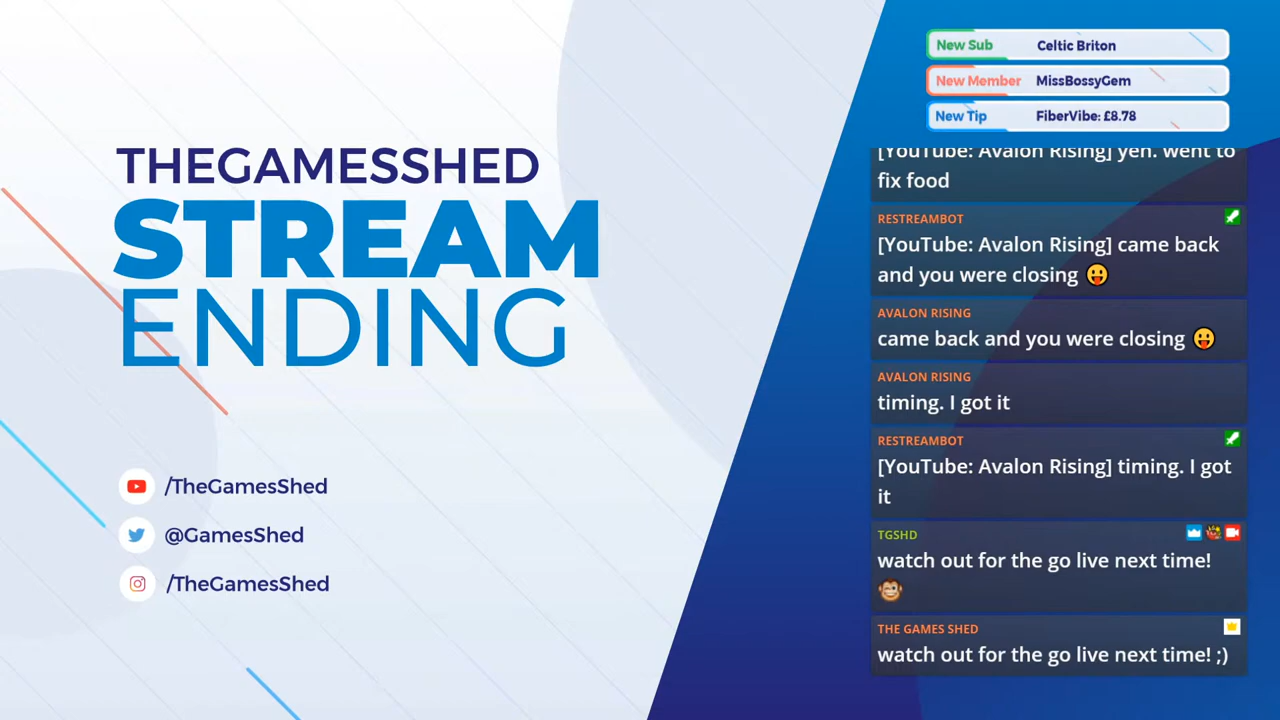 THEGAMESSHED
STREAM
ENDING
/TheGamesShed
@GamesShed
/TheGamesShed
New Sub Celtic Briton
New Member MissBossyGem
New Tip FiberVibe: £8.78
[YouTube: Avalon Rising] yeh. went to
fix food
RESTREAMBOT
[YouTube: Avalon Rising] came back
and you were closing 😛
AVALON RISING
came back and you were closing 😛
AVALON RISING
timing. I got it
RESTREAMBOT
[YouTube: Avalon Rising] timing. I got
it
TGSHD
watch out for the go live next time!
🐵
THE GAMES SHED
watch out for the go live next time! ;)